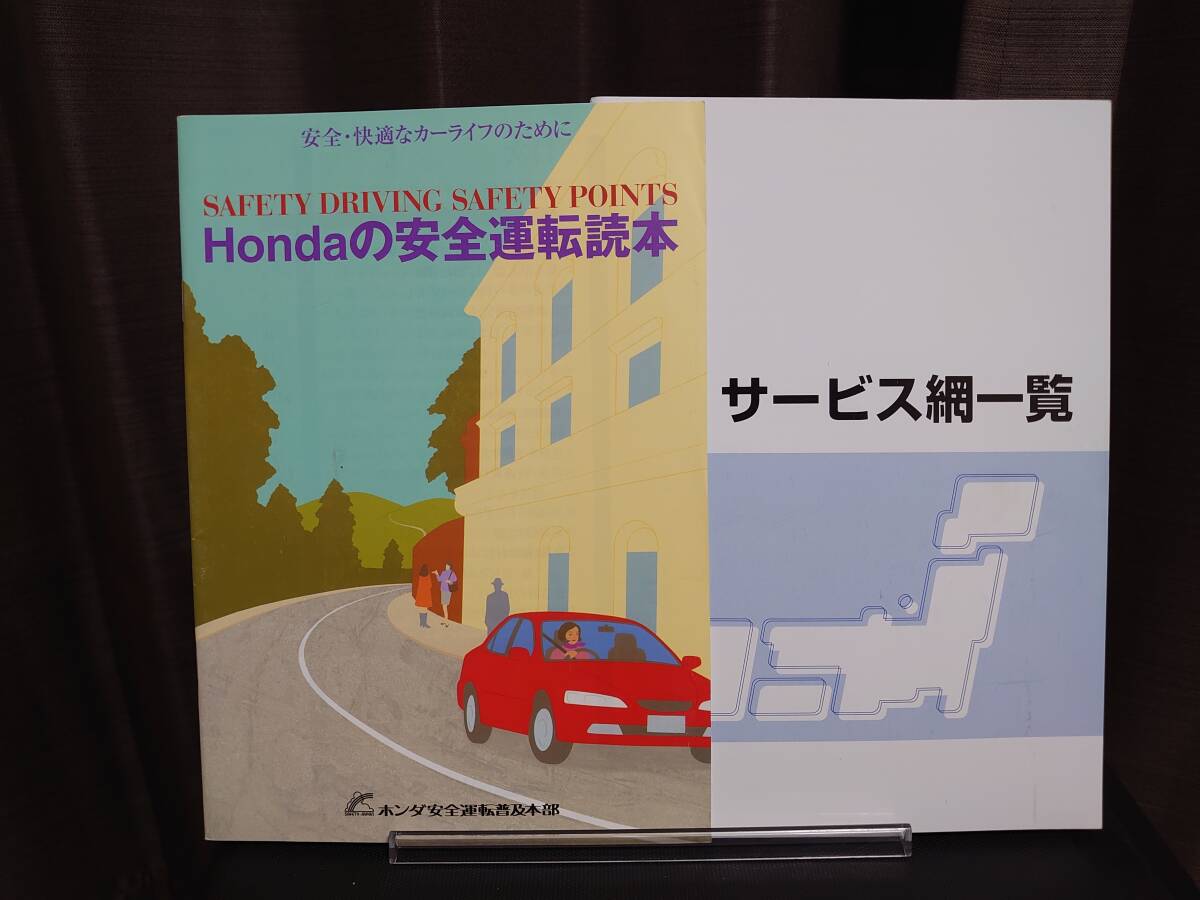 安全・快適なカーライフのために
SAFETY DRIVING SAFETY POINTS
Hondaの安全運転読本
ホンダ安全運転普及本部
サービス網一覧